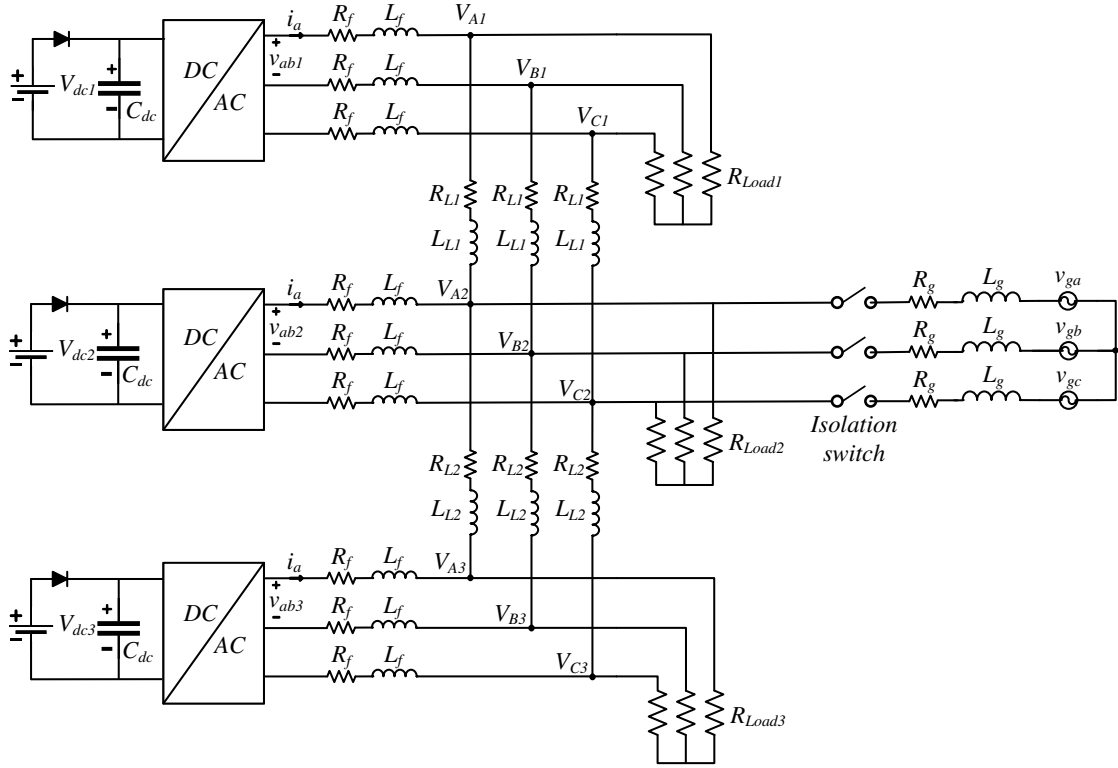 i_a R_f L_f V_A1
+
V_dc1 + C_dc - DC AC + v_ab1 - R_f L_f V_B1
-
R_f L_f V_C1
R_Load1
R_L1 R_L1 R_L1
L_L1 L_L1 L_L1
i_a R_f L_f V_A2 R_g L_g v_ga
+
V_dc2 + C_dc - DC AC + v_ab2 - R_f L_f V_B2 R_g L_g v_gb
-
R_f L_f V_C2 R_g L_g v_gc
Isolation
switch
R_Load2
R_L2 R_L2 R_L2
L_L2 L_L2 L_L2
i_a R_f L_f V_A3
+
V_dc3 + C_dc - DC AC + v_ab3 - R_f L_f V_B3
-
R_f L_f V_C3
R_Load3